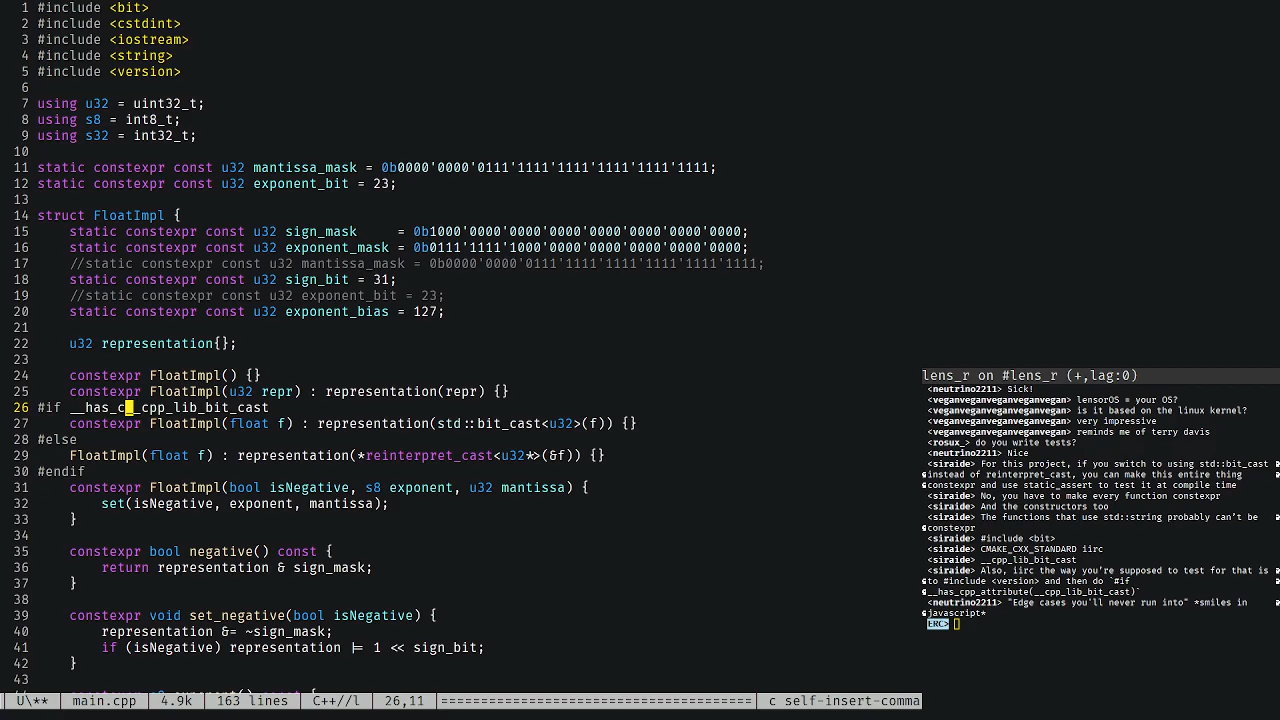 1 #include <bit>
2 #include <cstdint>
3 #include <iostream>
4 #include <string>
5 #include <version>
6
7 using u32 = uint32_t;
8 using s8 = int8_t;
9 using s32 = int32_t;
10
11 static constexpr const u32 mantissa_mask = 0b0000'0000'0111'1111'1111'1111'1111'1111;
12 static constexpr const u32 exponent_bit = 23;
13
14 struct FloatImpl {
15     static constexpr const u32 sign_mask     = 0b1000'0000'0000'0000'0000'0000'0000'0000;
16     static constexpr const u32 exponent_mask = 0b0111'1111'1000'0000'0000'0000'0000'0000;
17     //static constexpr const u32 mantissa_mask = 0b0000'0000'0111'1111'1111'1111'1111'1111;
18     static constexpr const u32 sign_bit = 31;
19     //static constexpr const u32 exponent_bit = 23;
20     static constexpr const u32 exponent_bias = 127;
21
22     u32 representation{};
23
24     constexpr FloatImpl() {}
25     constexpr FloatImpl(u32 repr) : representation(repr) {}
26 #if __has_c__cpp_lib_bit_cast
27     constexpr FloatImpl(float f) : representation(std::bit_cast<u32>(f)) {}
28 #else
29     FloatImpl(float f) : representation(*reinterpret_cast<u32*>(&f)) {}
30 #endif
31     constexpr FloatImpl(bool isNegative, s8 exponent, u32 mantissa) {
32         set(isNegative, exponent, mantissa);
33     }
34
35     constexpr bool negative() const {
36         return representation & sign_mask;
37     }
38
39     constexpr void set_negative(bool isNegative) {
40         representation &= ~sign_mask;
41         if (isNegative) representation |= 1 << sign_bit;
42     }
43
U\** main.cpp 4.9k 163 lines C++//l 26,11 ======================================= c self-insert-comma
lens_r on #lens_r (+,lag:0)
<neutrino2211> Sick!
<veganveganveganveganvegan> lensorOS = your OS?
<veganveganveganveganvegan> is it based on the linux kernel?
<veganveganveganveganvegan> very impressive
<veganveganveganveganvegan> reminds me of terry davis
<rosux_> do you write tests?
<neutrino2211> Nice
<siraide> For this project, if you switch to using std::bit_cast
instead of reinterpret_cast, you can make this entire thing
constexpr and use static_assert to test it at compile time
<siraide> No, you have to make every function constexpr
<siraide> And the constructors too
<siraide> The functions that use std::string probably can't be
constexpr
<siraide> #include <bit>
<siraide> CMAKE_CXX_STANDARD iirc
<siraide> __cpp_lib_bit_cast
<siraide> Also, iirc the way you're supposed to test for that is
to #include <version> and then do `#if
__has_cpp_attribute(__cpp_lib_bit_cast)`
<neutrino2211> "Edge cases you'll never run into" *smiles in
javascript*
ERC>